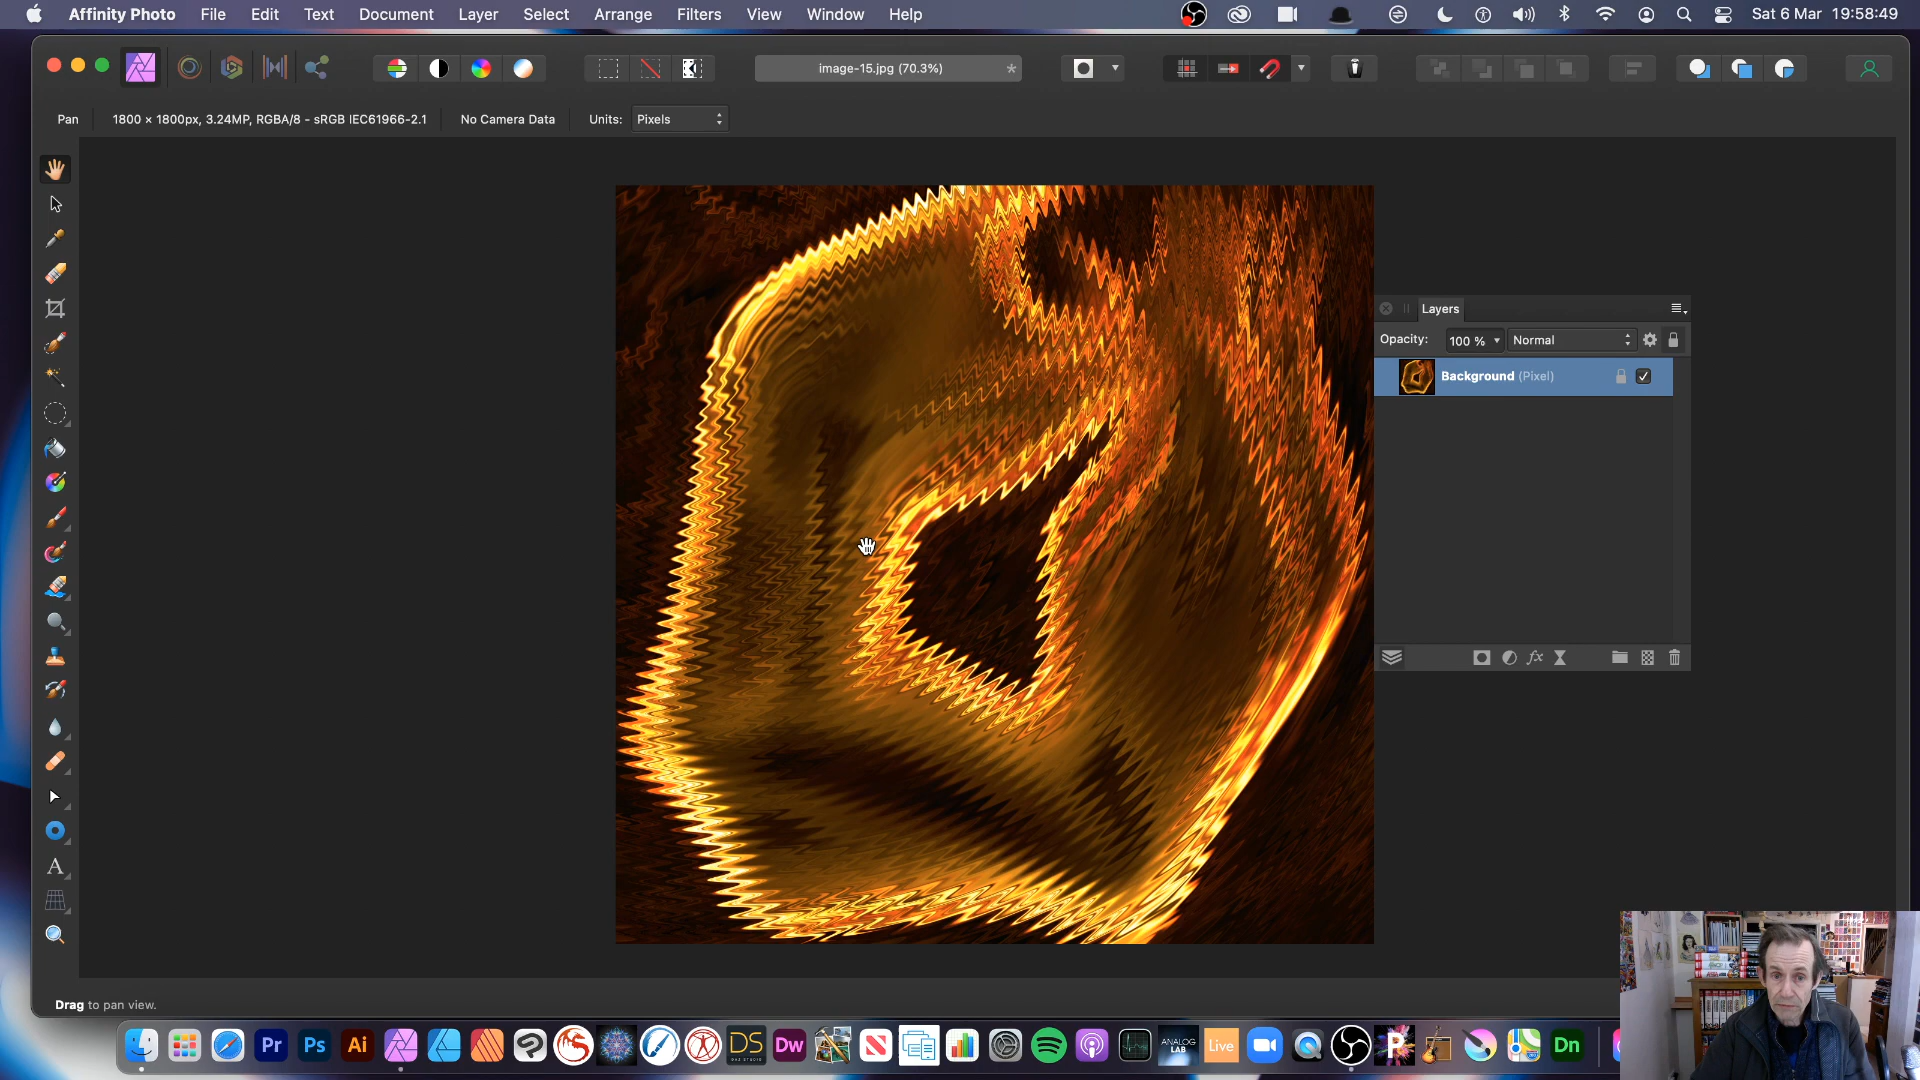 Affinity Photo File Edit Text Document Layer Select Arrange Filters View Window Help Sat 6 Mar 19:58:49
image-15.jpg (70.3%) *
Pan 1800 × 1800px, 3.24MP, RGBA/8 - sRGB IEC61966-2.1 No Camera Data Units: Pixels
Layers
Opacity: 100 % Normal
Background (Pixel)
fx
A
Drag to pan view.
Pr Ps Ai DS Dw ANALOG LAB Live P Dn